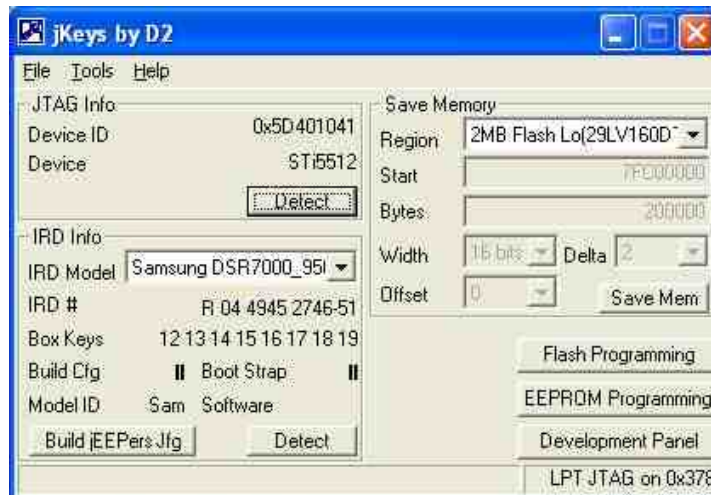 jKeys by D2
File Tools Help
JTAG Info
Device ID 0x5D401041
Device STi5512
Detect
IRD Info
IRD Model Samsung DSR7000_95
IRD # R 04 4945 2746-51
Box Keys 12 13 14 15 16 17 18 19
Build Cfg Boot Strap
Model ID Sam Software
Build jEEPers Jfg Detect
Save Memory
Region 2MB Flash Lo(29LV160D
Start 7FC00000
Bytes 200000
Width 16 bits Delta 2
Offset 0 Save Mem
Flash Programming
EEPROM Programming
Development Panel
LPT JTAG on 0x378